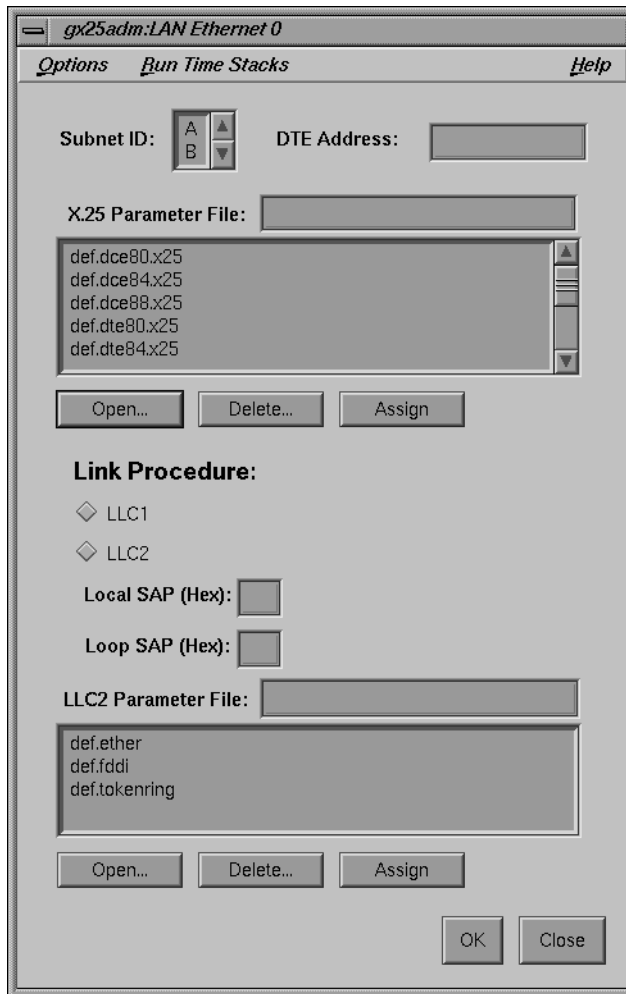 gx25adm:LAN Ethernet 0
Options Run Time Stacks Help
Subnet ID: A B DTE Address:
X.25 Parameter File:
def.dce80.x25
def.dce84.x25
def.dce88.x25
def.dte80.x25
def.dte84.x25
Open... Delete... Assign
Link Procedure:
LLC1
LLC2
Local SAP (Hex):
Loop SAP (Hex):
LLC2 Parameter File:
def.ether
def.fddi
def.tokenring
Open... Delete... Assign
OK Close